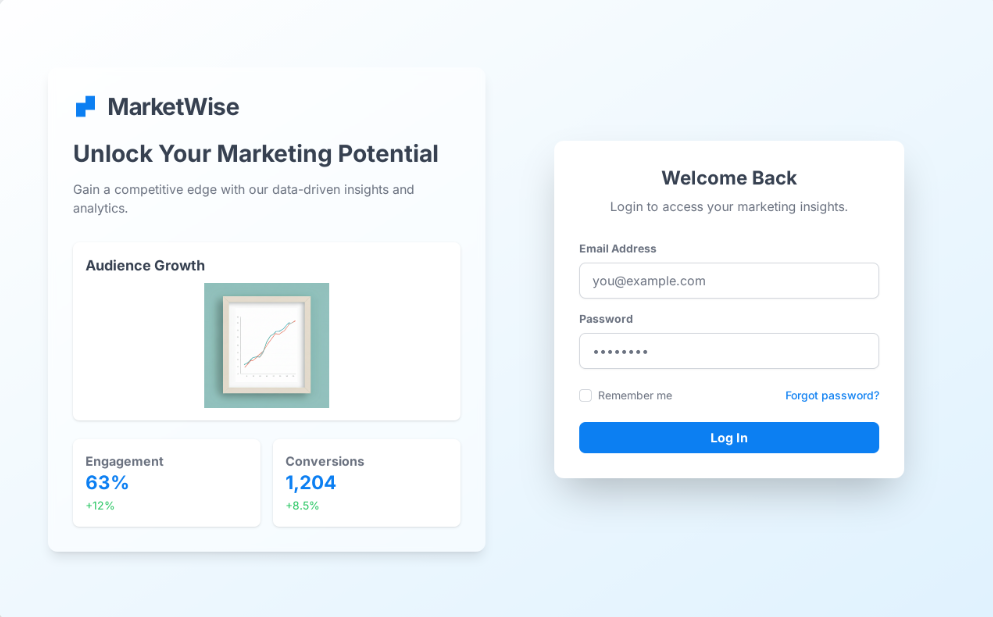 MarketWise
Unlock Your Marketing Potential
Gain a competitive edge with our data-driven insights and
analytics.
Audience Growth
Engagement
63%
+12%
Conversions
1,204
+8.5%
Welcome Back
Login to access your marketing insights.
Email Address
you@example.com
Password
••••••••
Remember me
Forgot password?
Log In